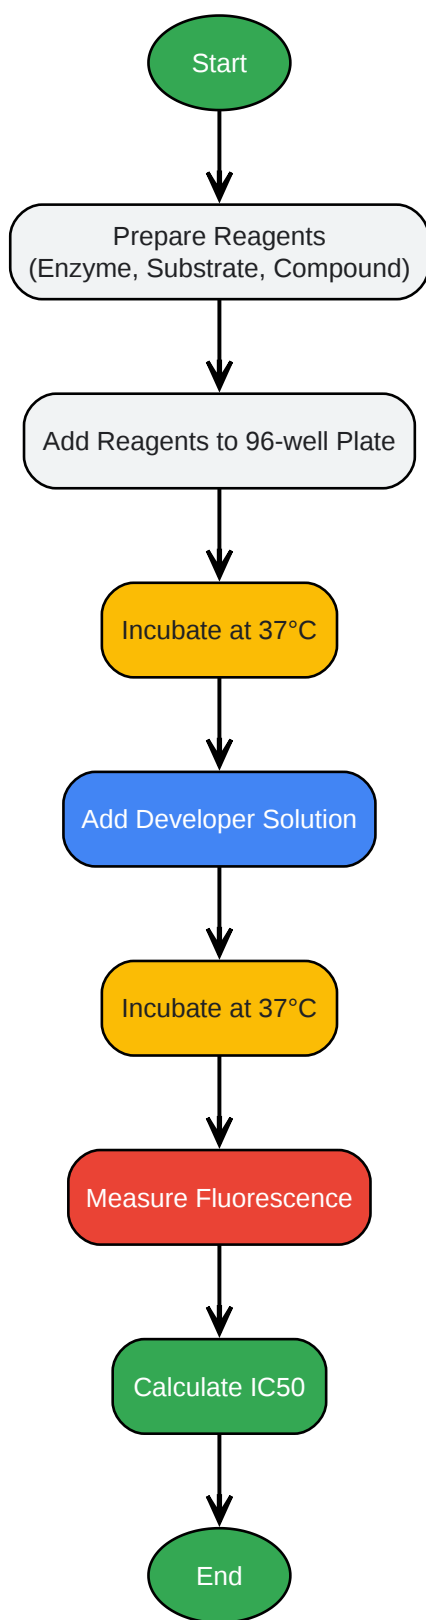 Start
Prepare Reagents
(Enzyme, Substrate, Compound)
Add Reagents to 96-well Plate
Incubate at 37°C
Add Developer Solution
Incubate at 37°C
Measure Fluorescence
Calculate IC50
End